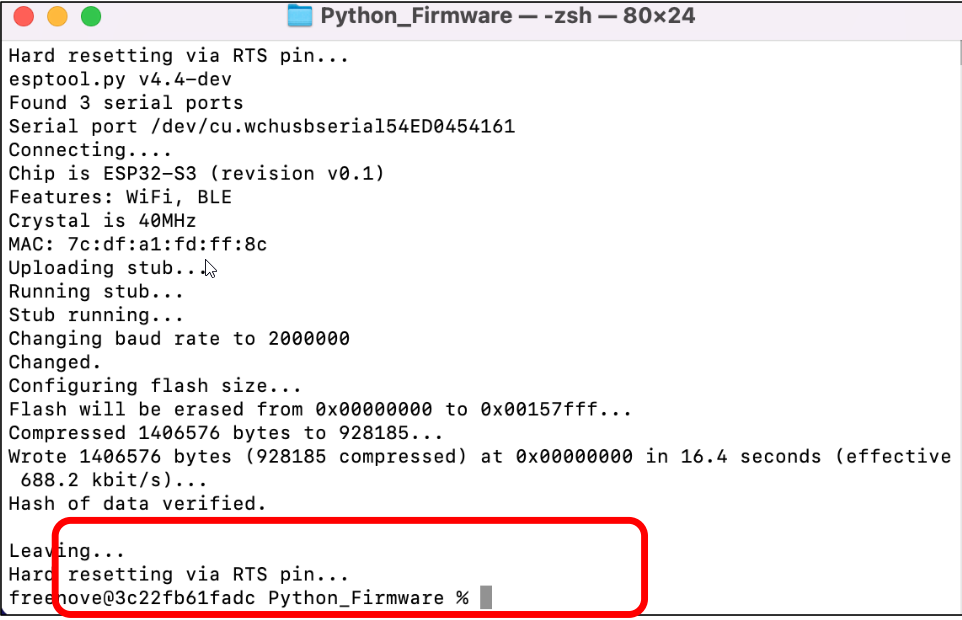 Python_Firmware — -zsh — 80×24
Hard resetting via RTS pin...
esptool.py v4.4-dev
Found 3 serial ports
Serial port /dev/cu.wchusbserial54ED0454161
Connecting....
Chip is ESP32-S3 (revision v0.1)
Features: WiFi, BLE
Crystal is 40MHz
MAC: 7c:df:a1:fd:ff:8c
Uploading stub...
Running stub...
Stub running...
Changing baud rate to 2000000
Changed.
Configuring flash size...
Flash will be erased from 0x00000000 to 0x00157fff...
Compressed 1406576 bytes to 928185...
Wrote 1406576 bytes (928185 compressed) at 0x00000000 in 16.4 seconds (effective
688.2 kbit/s)...
Hash of data verified.
Leaving...
Hard resetting via RTS pin...
freenove@3c22fb61fadc Python_Firmware %